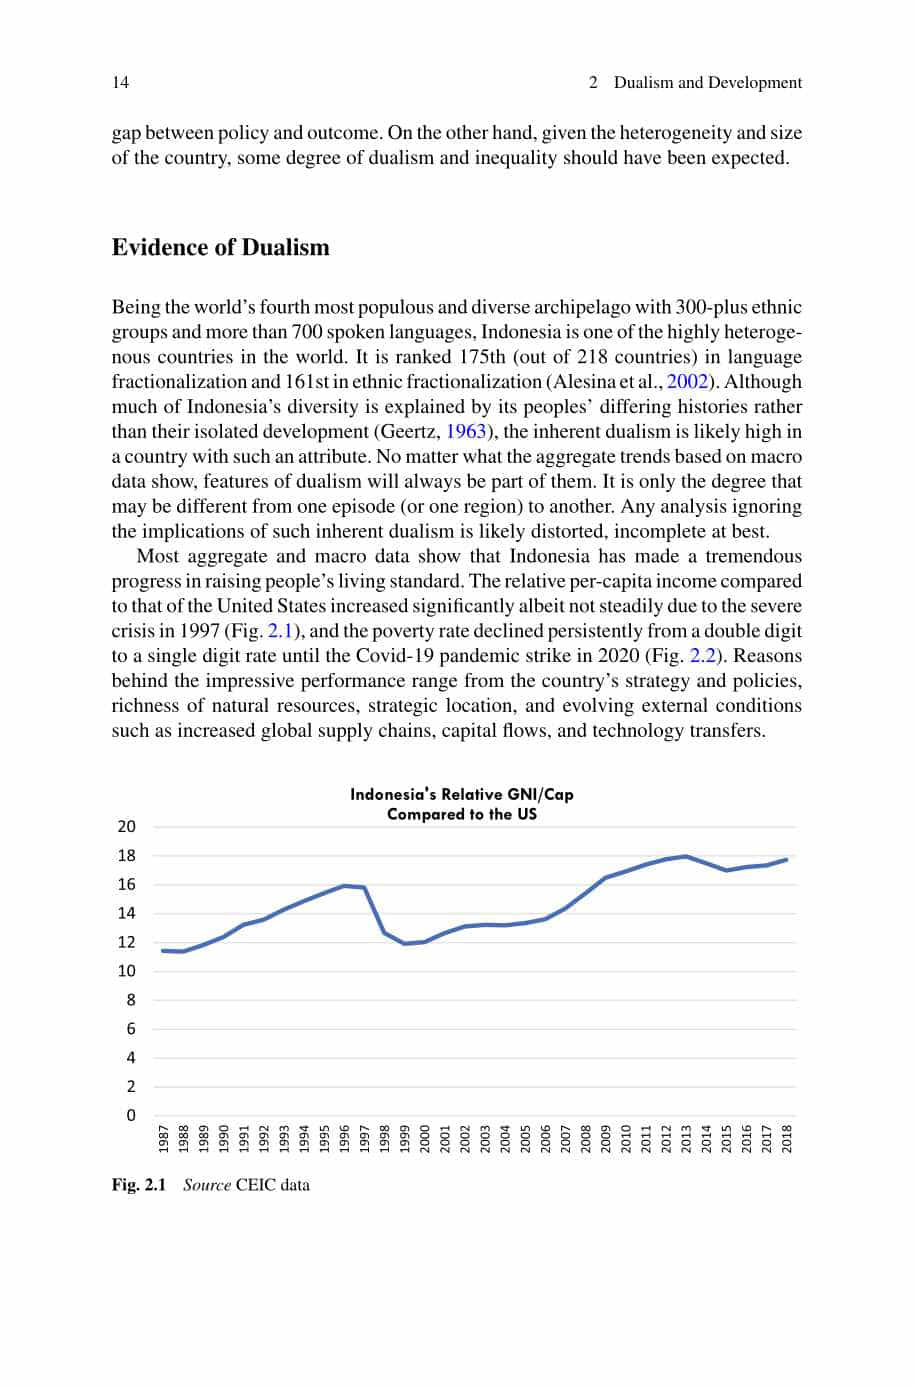 14
2 Dualism and Development
gap between policy and outcome. On the other hand, given the heterogeneity and size
of the country, some degree of dualism and inequality should have been expected.
Evidence of Dualism
Being the world’s fourth most populous and diverse archipelago with 300-plus ethnic
groups and more than 700 spoken languages, Indonesia is one of the highly heteroge-
nous countries in the world. It is ranked 175th (out of 218 countries) in language
fractionalization and 161st in ethnic fractionalization (Alesina et al., 2002). Although
much of Indonesia’s diversity is explained by its peoples’ differing histories rather
than their isolated development (Geertz, 1963), the inherent dualism is likely high in
a country with such an attribute. No matter what the aggregate trends based on macro
data show, features of dualism will always be part of them. It is only the degree that
may be different from one episode (or one region) to another. Any analysis ignoring
the implications of such inherent dualism is likely distorted, incomplete at best.
Most aggregate and macro data show that Indonesia has made a tremendous
progress in raising people’s living standard. The relative per-capita income compared
to that of the United States increased significantly albeit not steadily due to the severe
crisis in 1997 (Fig. 2.1), and the poverty rate declined persistently from a double digit
to a single digit rate until the Covid-19 pandemic strike in 2020 (Fig. 2.2). Reasons
behind the impressive performance range from the country’s strategy and policies,
richness of natural resources, strategic location, and evolving external conditions
such as increased global supply chains, capital flows, and technology transfers.
Indonesia's Relative GNI/Cap
Compared to the US
20
18
16
14
12
10
8
6
4
2
0
1987
1988
1989
1990
1991
1992
1993
1994
1995
1996
1997
1998
1999
2000
2001
2002
2003
2004
2005
2006
2007
2008
2009
2010
2011
2012
2013
2014
2015
2016
2017
2018
Fig. 2.1 Source CEIC data